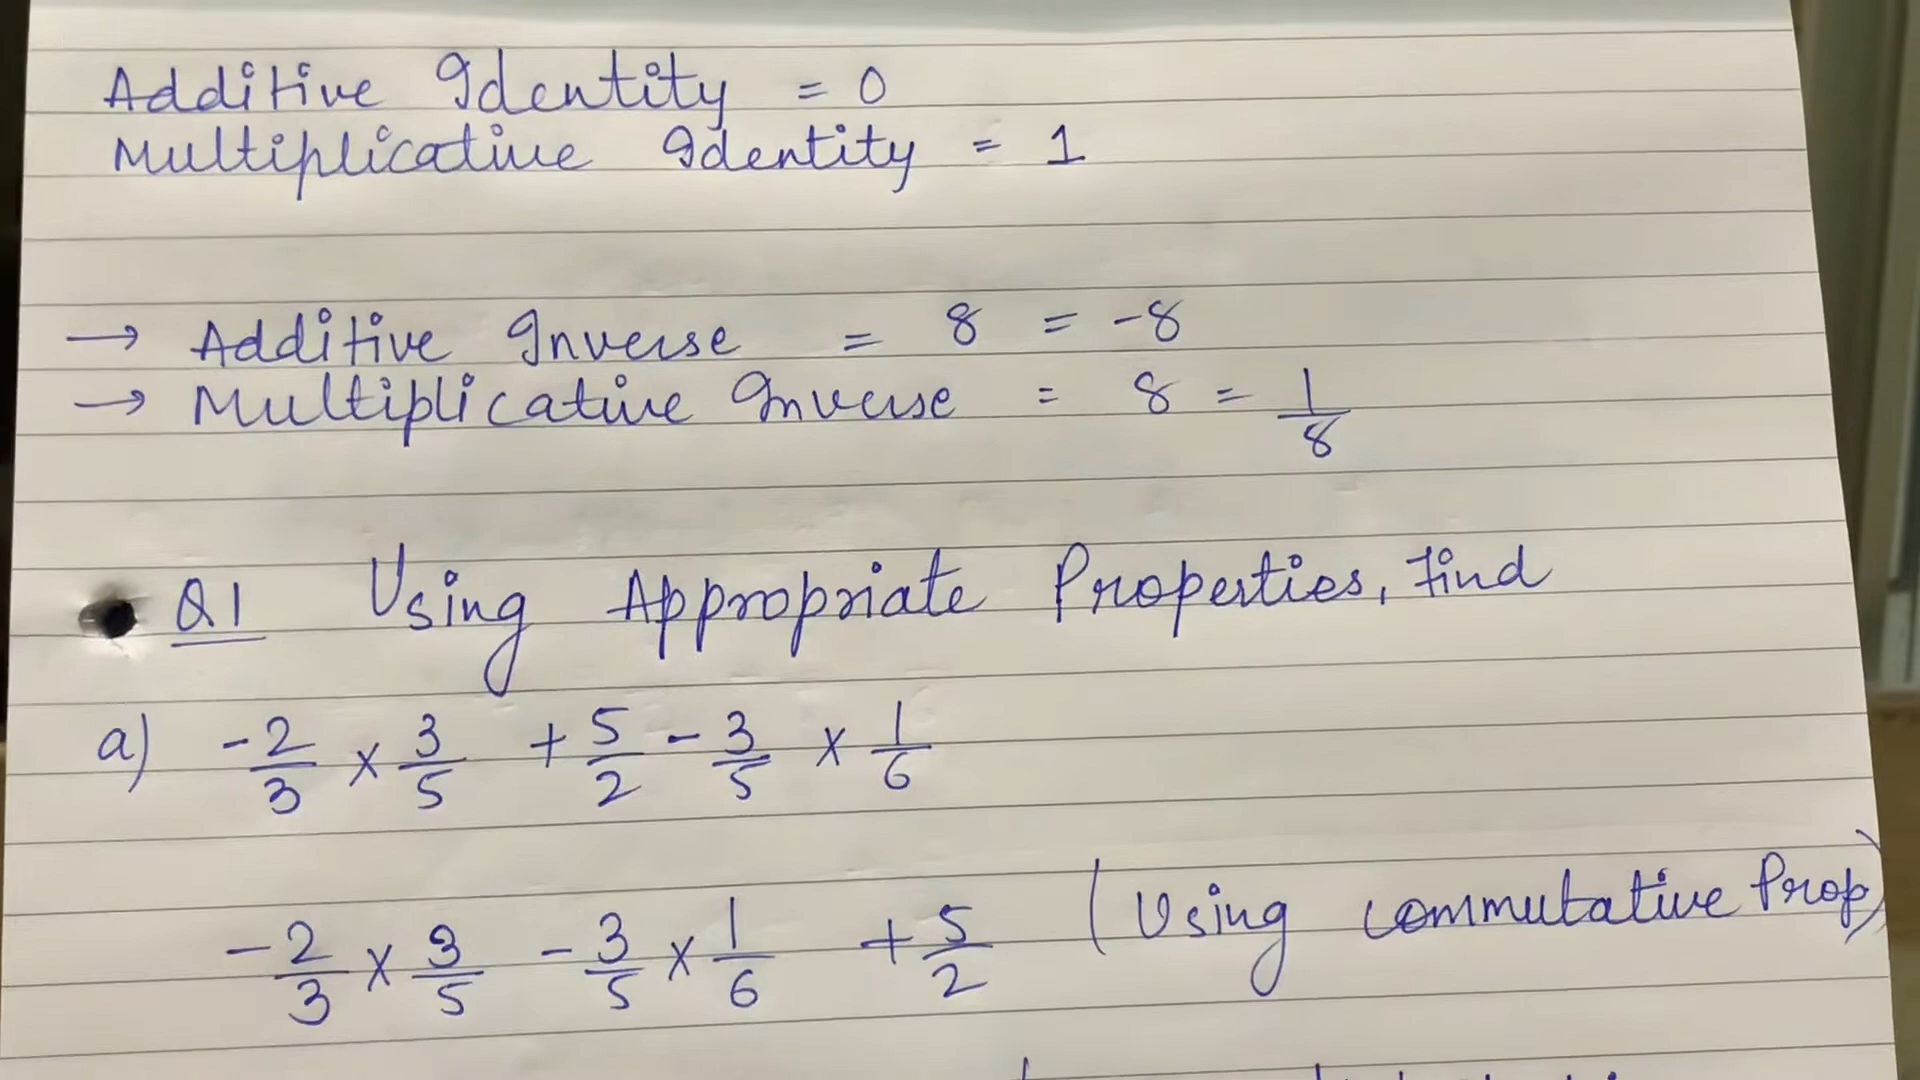 Additive Identity = 0
Multiplicative Identity = 1
→ Additive Inverse = 8 = -8
→ Multiplicative Inverse = 8 = 1/8
Q1 Using Appropriate Properties, find
a) -2/3 x 3/5 + 5/2 - 3/5 x 1/6
-2/3 x 3/5 - 3/5 x 1/6 + 5/2 (Using commutative Prop)